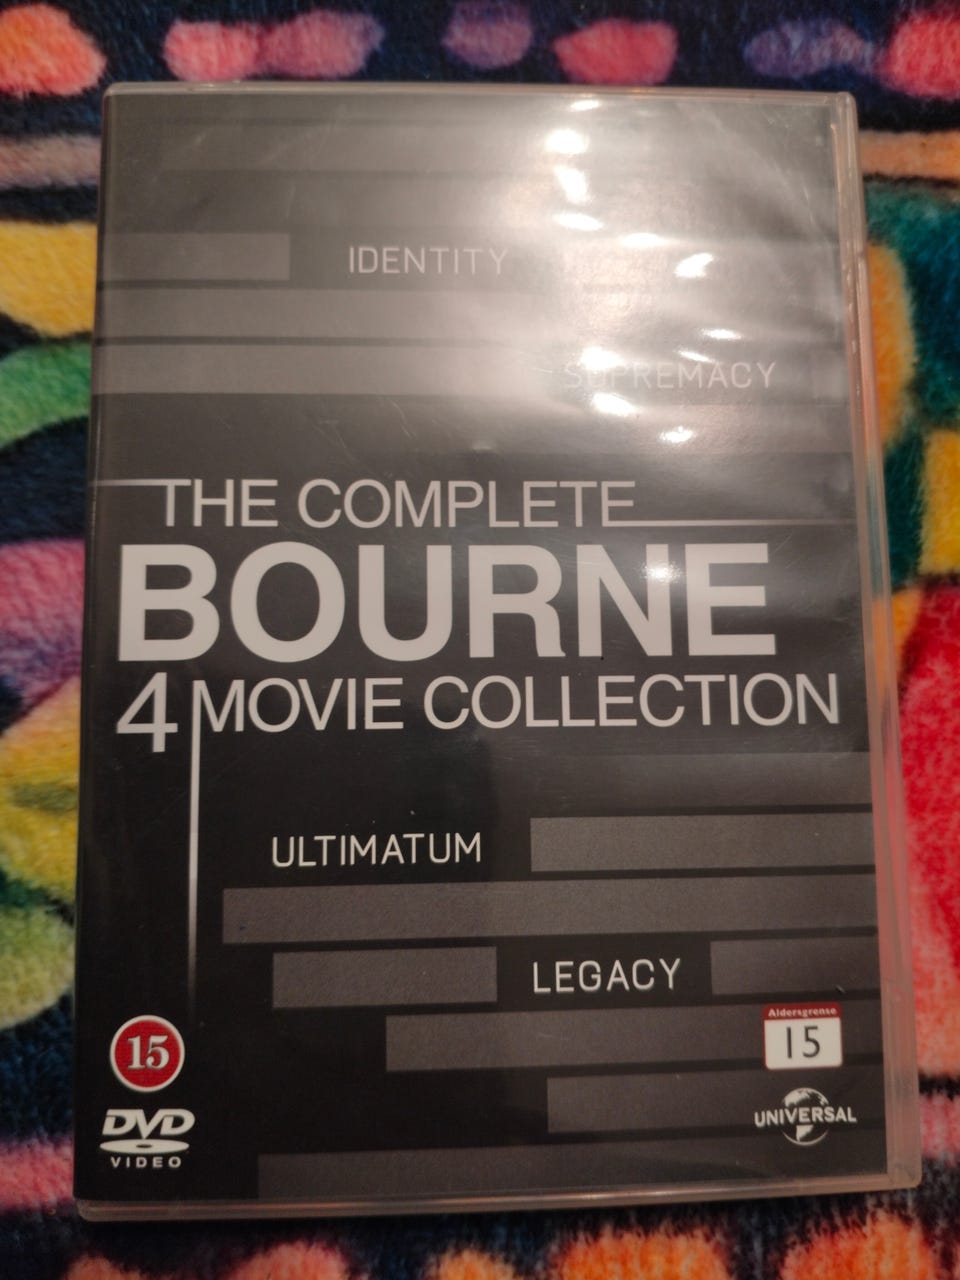 IDENTITY
SUPREMACY
THE COMPLETE
BOURNE
4 MOVIE COLLECTION
ULTIMATUM
LEGACY
15
Aldersgrense
15
DVD
VIDEO
UNIVERSAL